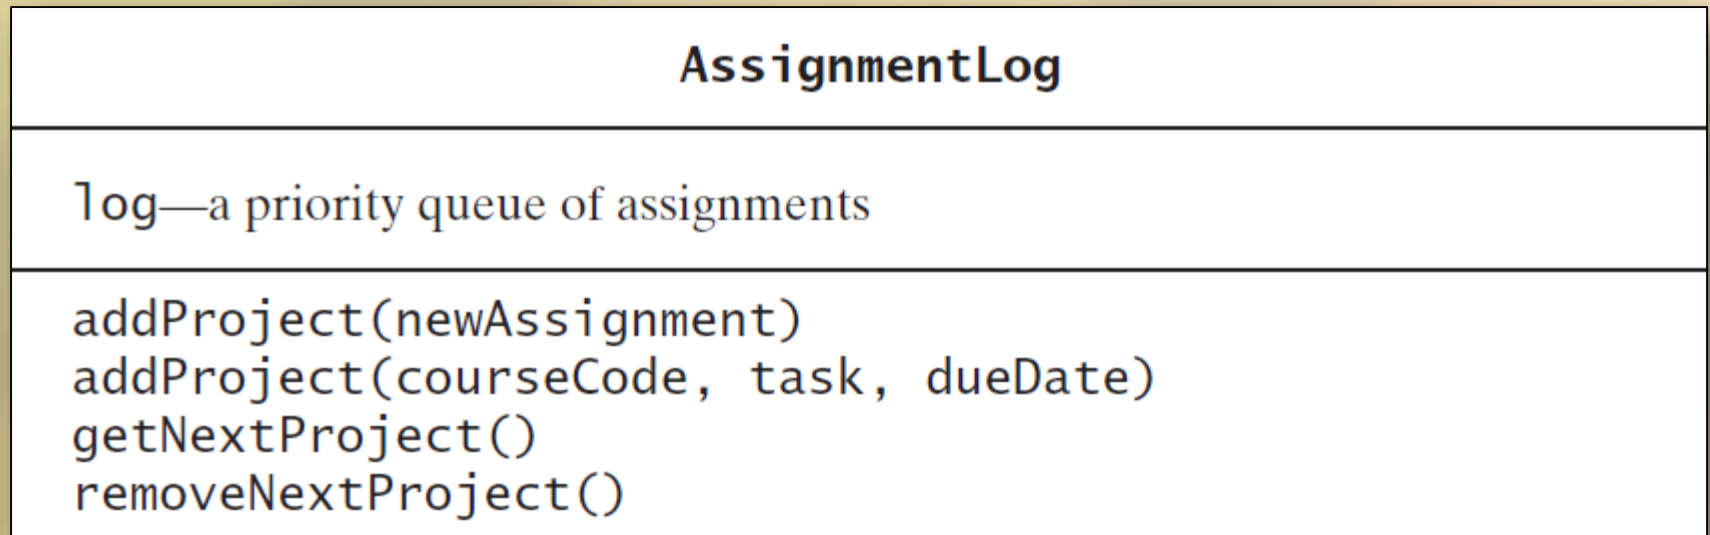 AssignmentLog
log—a priority queue of assignments
addProject(newAssignment)
addProject(courseCode, task, dueDate)
getNextProject()
removeNextProject()